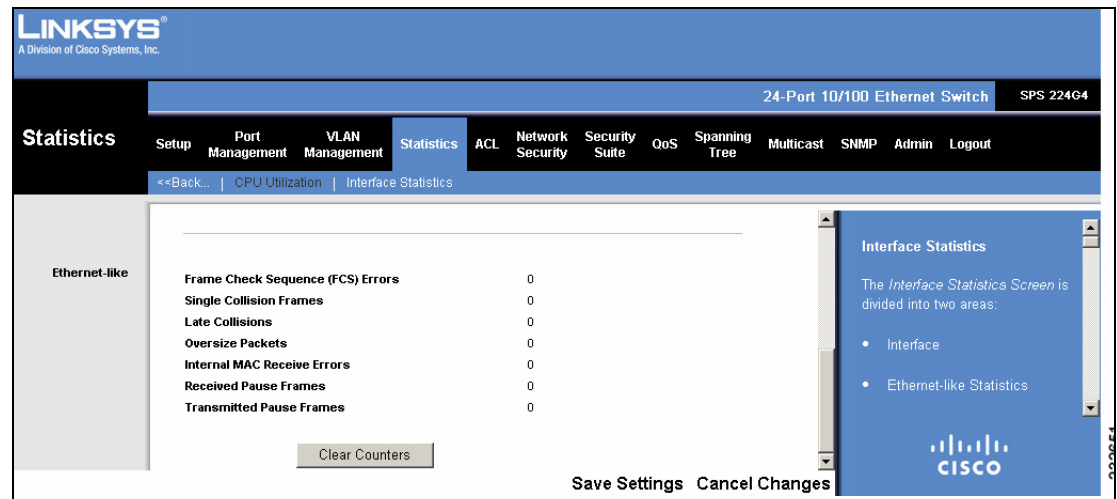 LINKSYS®
A Division of Cisco Systems, Inc.
24-Port 10/100 Ethernet Switch SPS 224G4
Statistics
Setup Port Management VLAN Management Statistics ACL Network Security Security Suite QoS Spanning Tree Multicast SNMP Admin Logout
<<Back... | CPU Utilization | Interface Statistics
Ethernet-like
Frame Check Sequence (FCS) Errors 0
Single Collision Frames 0
Late Collisions 0
Oversize Packets 0
Internal MAC Receive Errors 0
Received Pause Frames 0
Transmitted Pause Frames 0
Clear Counters
Interface Statistics
The Interface Statistics Screen is
divided into two areas:
• Interface
• Ethernet-like Statistics
CISCO
Save Settings Cancel Changes